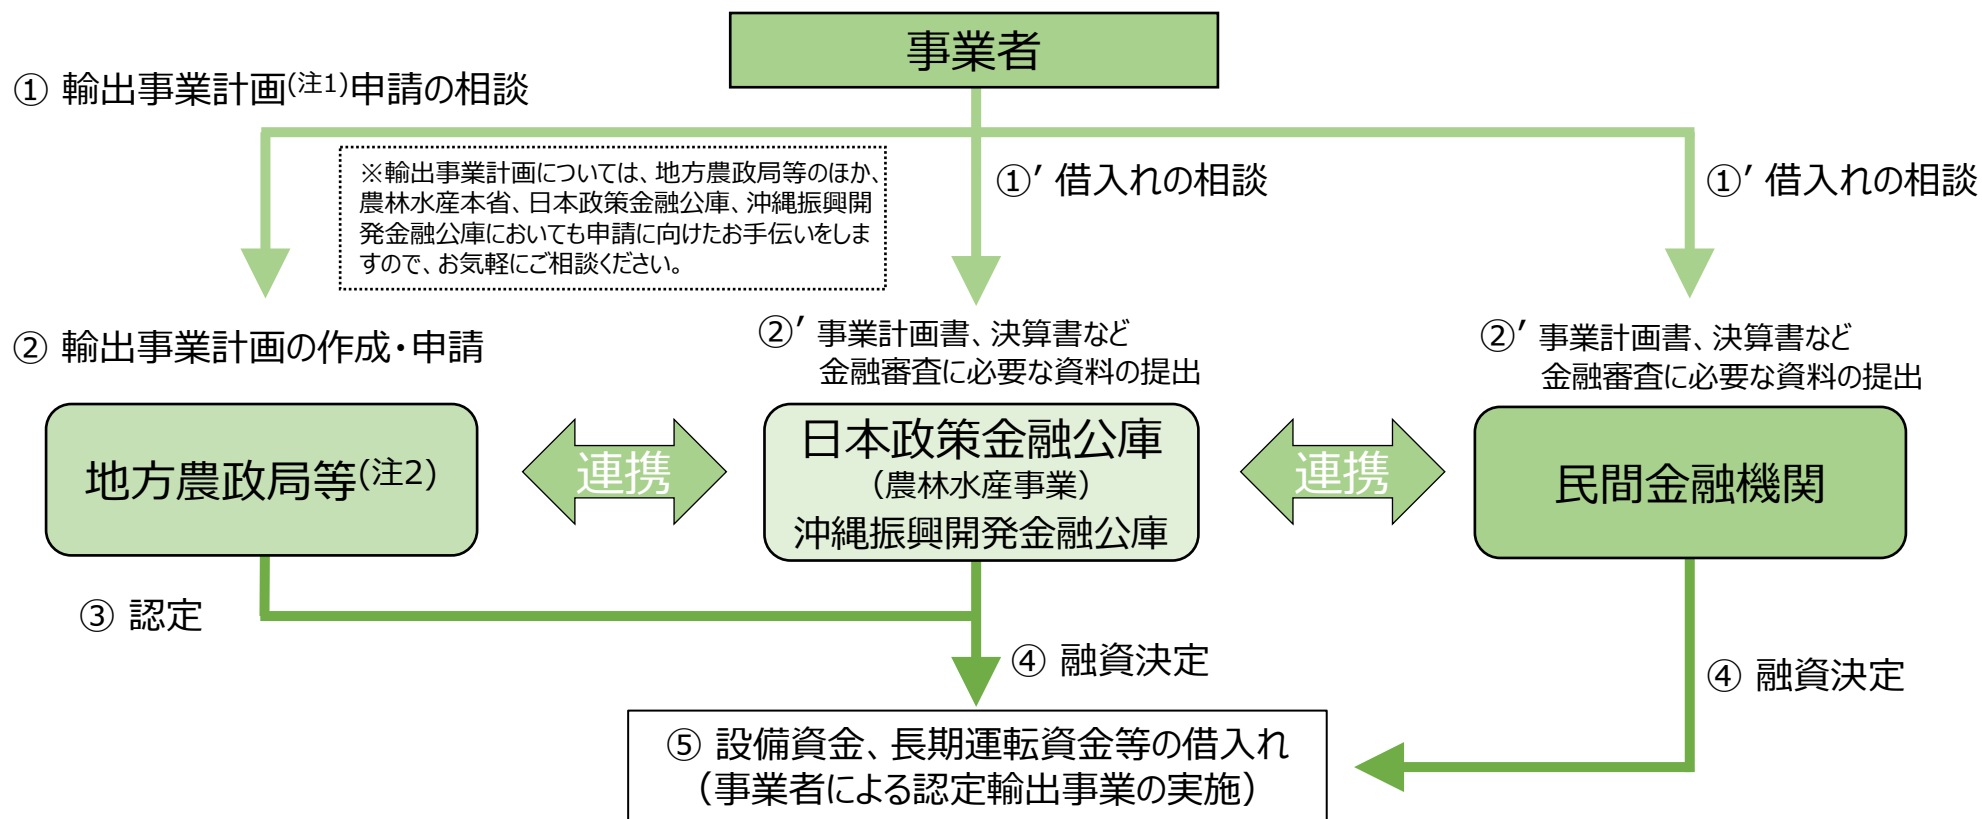 事業者
① 輸出事業計画(注1)申請の相談
※輸出事業計画については、地方農政局等のほか、
農林水産本省、日本政策金融公庫、沖縄振興開
発金融公庫においても申請に向けたお手伝いをしま
すので、お気軽にご相談ください。
①’ 借入れの相談
①’ 借入れの相談
② 輸出事業計画の作成・申請
②’ 事業計画書、決算書など
金融審査に必要な資料の提出
②’ 事業計画書、決算書など
金融審査に必要な資料の提出
地方農政局等(注2)
連携
日本政策金融公庫
（農林水産事業）
沖縄振興開発金融公庫
連携
民間金融機関
③ 認定
④ 融資決定
④ 融資決定
⑤ 設備資金、長期運転資金等の借入れ
（事業者による認定輸出事業の実施）